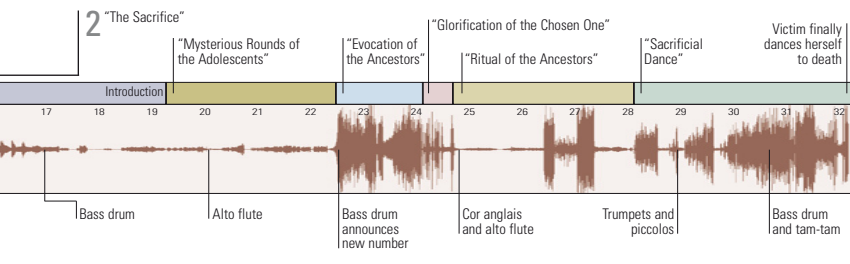 2 “The Sacrifice”
“Mysterious Rounds of
the Adolescents”
“Evocation of
the Ancestors”
“Glorification of the Chosen One”
“Ritual of the Ancestors”
“Sacrificial
Dance”
Victim finally
dances herself
to death
Introduction
17 18 19 20 21 22 23 24 25 26 27 28 29 30 31 32
Bass drum
Alto flute
Bass drum
announces
new number
Cor anglais
and alto flute
Trumpets and
piccolos
Bass drum
and tam-tam